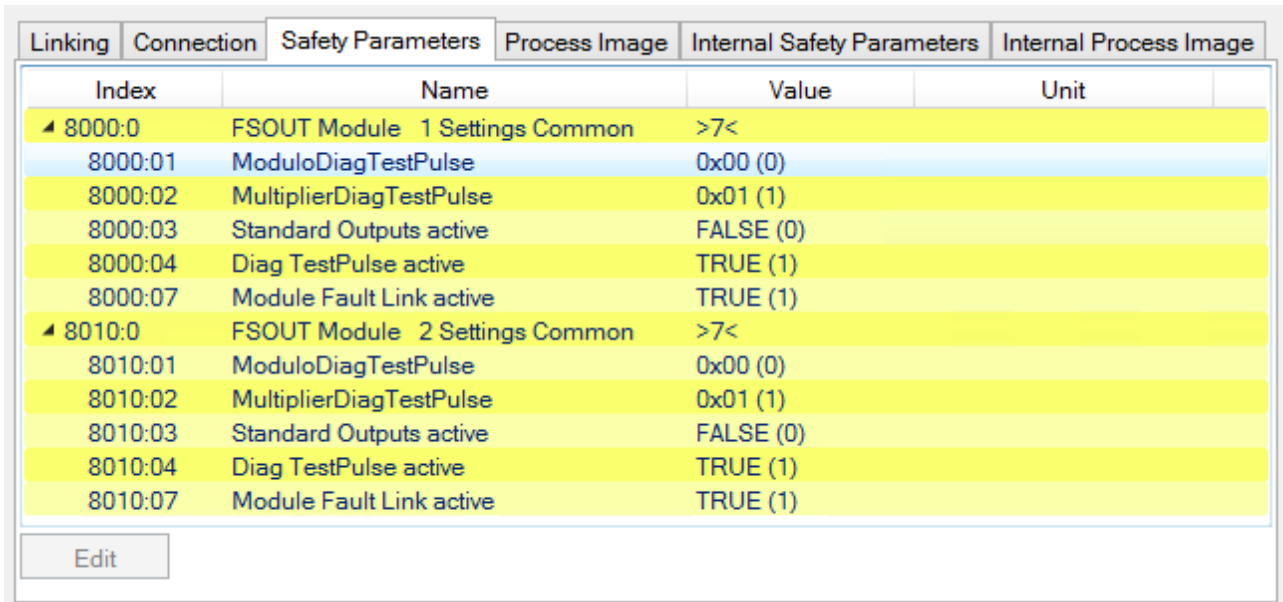 Linking Connection Safety Parameters Process Image Internal Safety Parameters Internal Process Image
Index Name Value Unit
8000:0 FSOUT Module 1 Settings Common >7<
8000:01 ModuloDiagTestPulse 0x00 (0)
8000:02 MultiplierDiagTestPulse 0x01 (1)
8000:03 Standard Outputs active FALSE (0)
8000:04 Diag TestPulse active TRUE (1)
8000:07 Module Fault Link active TRUE (1)
8010:0 FSOUT Module 2 Settings Common >7<
8010:01 ModuloDiagTestPulse 0x00 (0)
8010:02 MultiplierDiagTestPulse 0x01 (1)
8010:03 Standard Outputs active FALSE (0)
8010:04 Diag TestPulse active TRUE (1)
8010:07 Module Fault Link active TRUE (1)
Edit